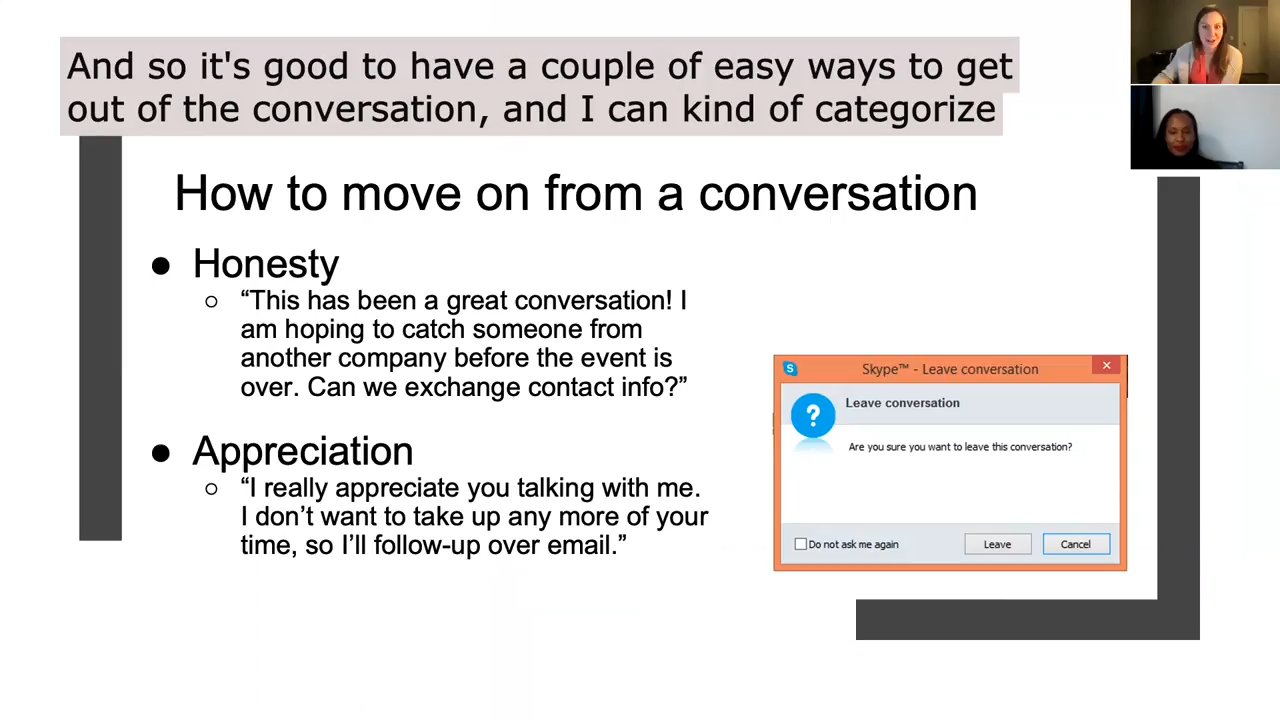 And so it's good to have a couple of easy ways to get
out of the conversation, and I can kind of categorize
How to move on from a conversation
● Honesty
○ “This has been a great conversation! I
am hoping to catch someone from
another company before the event is
over. Can we exchange contact info?”
● Appreciation
○ “I really appreciate you talking with me.
I don’t want to take up any more of your
time, so I’ll follow-up over email.”
Skype™ - Leave conversation
Leave conversation
Are you sure you want to leave this conversation?
Do not ask me again
Leave
Cancel